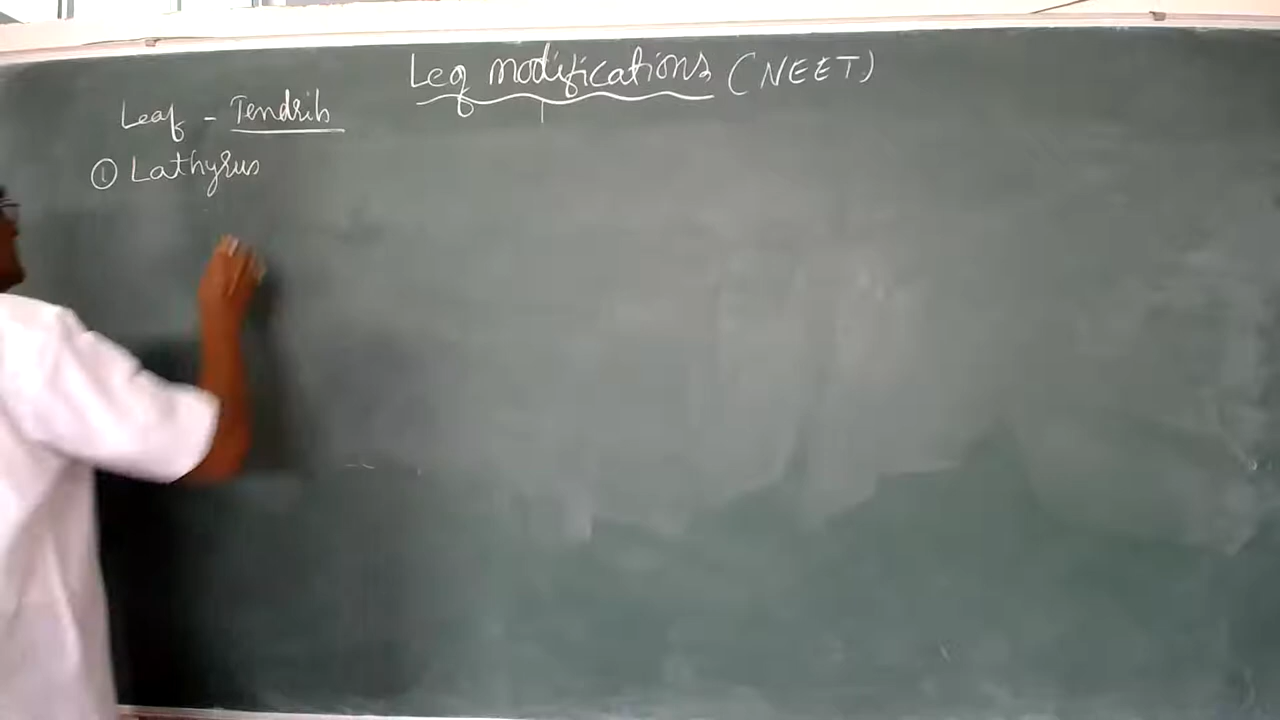 Leaf modifications (NEET)
Leaf - Tendrils
① Lathyrus